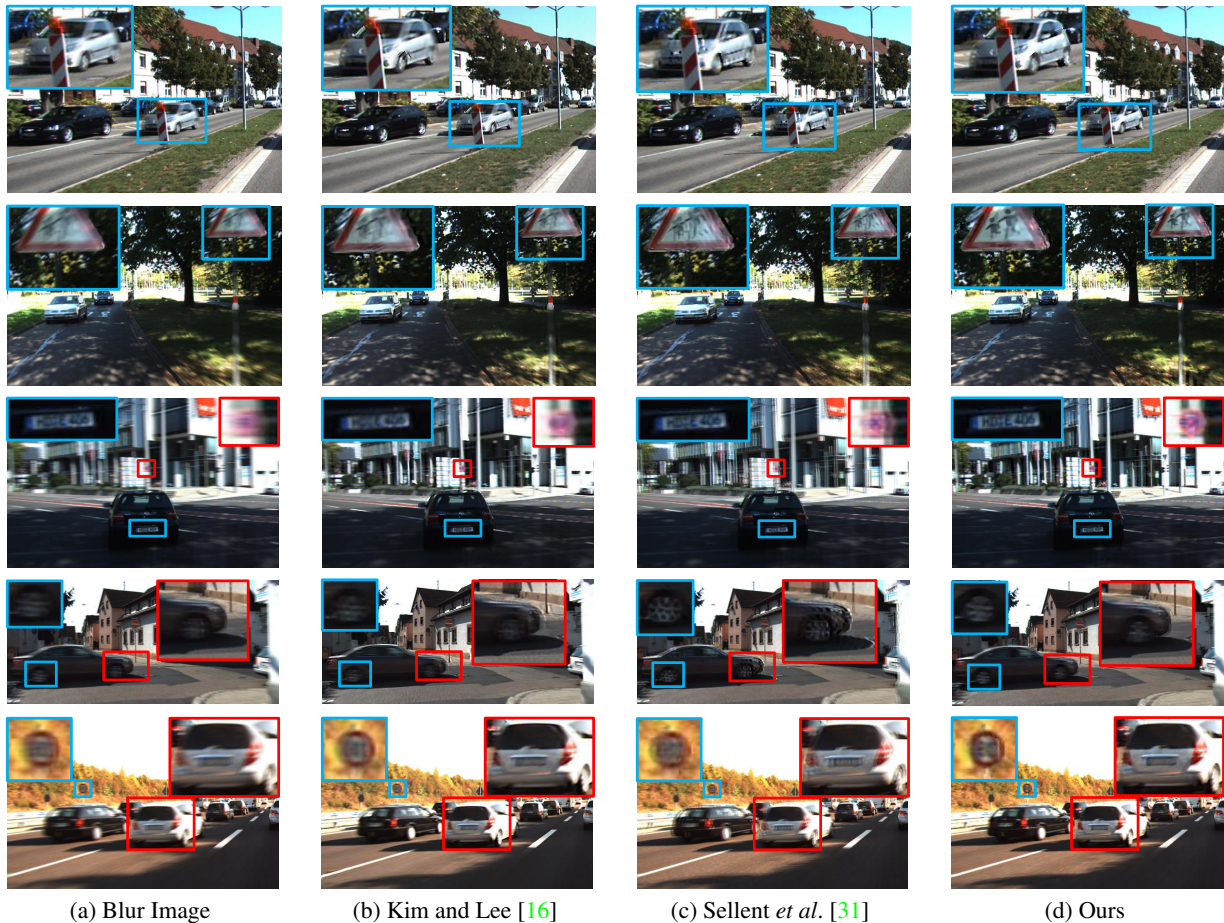 (a) Blur Image
(b) Kim and Lee [16]
(c) Sellent et al. [31]
(d) Ours